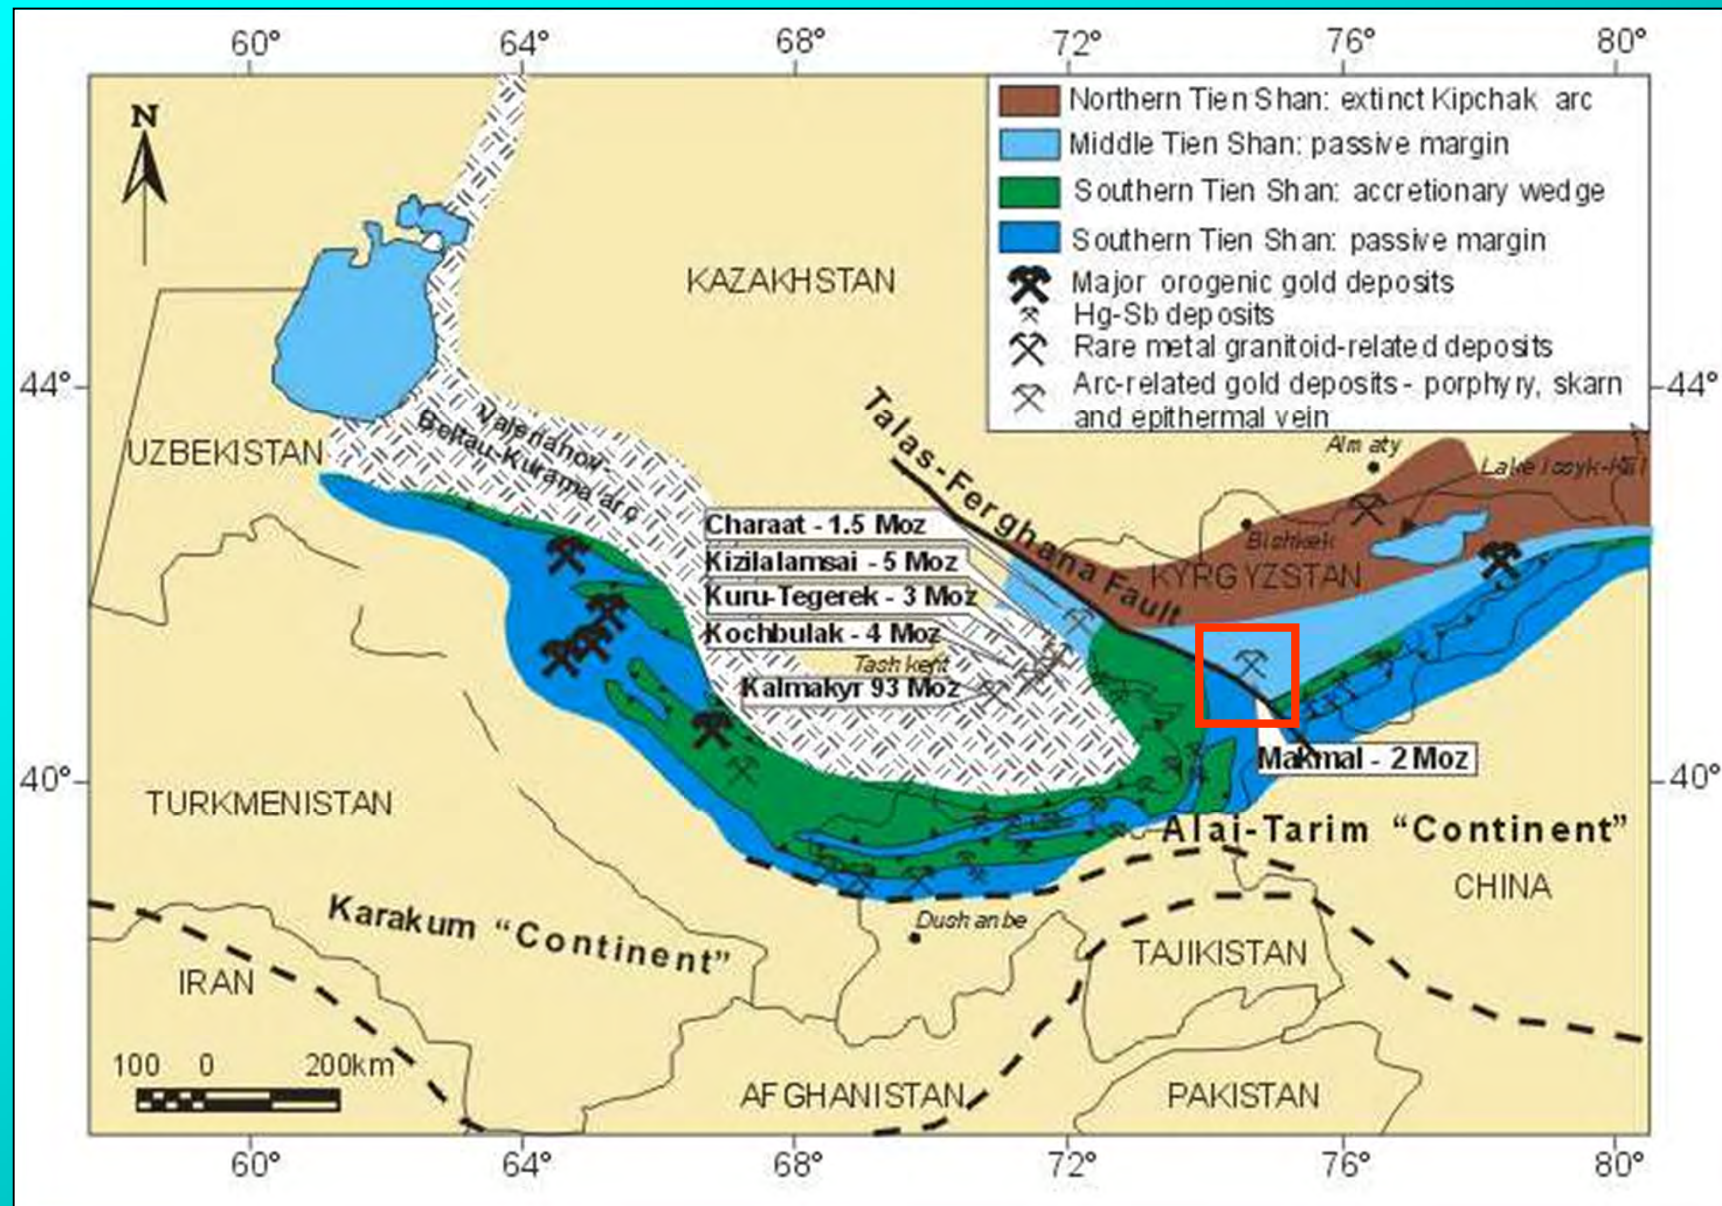 60° 64° 68° 72° 76° 80°
N
Northern Tien Shan: extinct Kipchak arc
Middle Tien Shan: passive margin
Southern Tien Shan: accretionary wedge
Southern Tien Shan: passive margin
Major orogenic gold deposits
Hg-Sb deposits
Rare metal granitoid-related deposits
Arc-related gold deposits - porphyry, skarn
and epithermal vein
KAZAKHSTAN
44° 44°
Talas-Ferghana Fault
Valerianov-
Beltau-Kurama arc
UZBEKISTAN
Almaty
Lake Issyk-Kul
Charaat - 1.5 Moz
Bishkek
Kizilalamsai - 5 Moz
KYRGYZSTAN
Kuru-Tegerek - 3 Moz
Kochbulak - 4 Moz
Tashkent
Kalmakyr 93 Moz
Makmal - 2 Moz
40° 40°
TURKMENISTAN
Alai-Tarim “Continent”
CHINA
Karakum “Continent”
Dushanbe
TAJIKISTAN
IRAN
100 0 200km
AFGHANISTAN
PAKISTAN
60° 64° 68° 72° 76° 80°